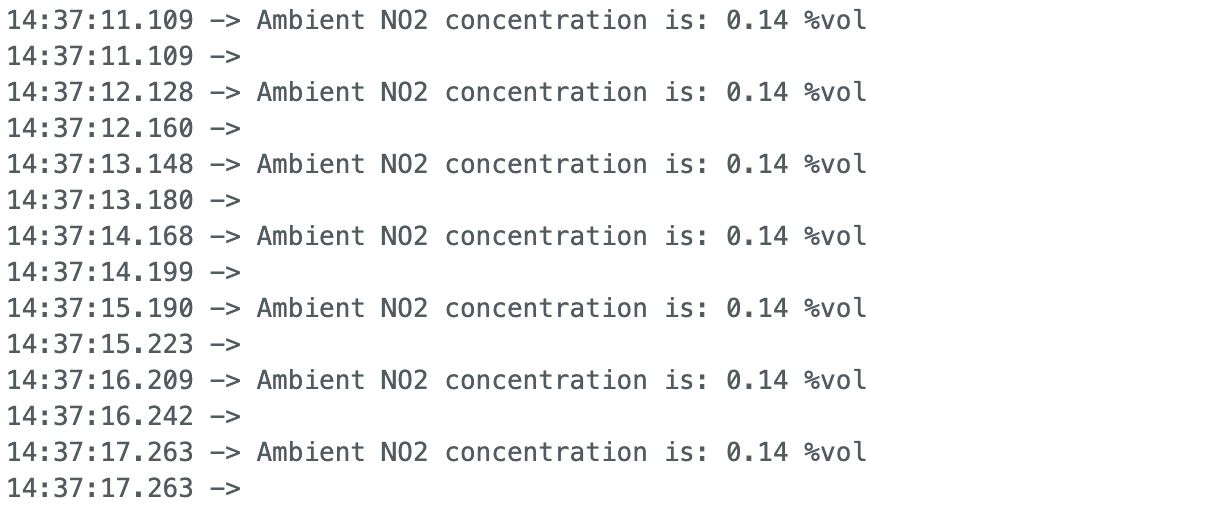 14:37:11.109 -> Ambient NO2 concentration is: 0.14 %vol
14:37:11.109 ->
14:37:12.128 -> Ambient NO2 concentration is: 0.14 %vol
14:37:12.160 ->
14:37:13.148 -> Ambient NO2 concentration is: 0.14 %vol
14:37:13.180 ->
14:37:14.168 -> Ambient NO2 concentration is: 0.14 %vol
14:37:14.199 ->
14:37:15.190 -> Ambient NO2 concentration is: 0.14 %vol
14:37:15.223 ->
14:37:16.209 -> Ambient NO2 concentration is: 0.14 %vol
14:37:16.242 ->
14:37:17.263 -> Ambient NO2 concentration is: 0.14 %vol
14:37:17.263 ->